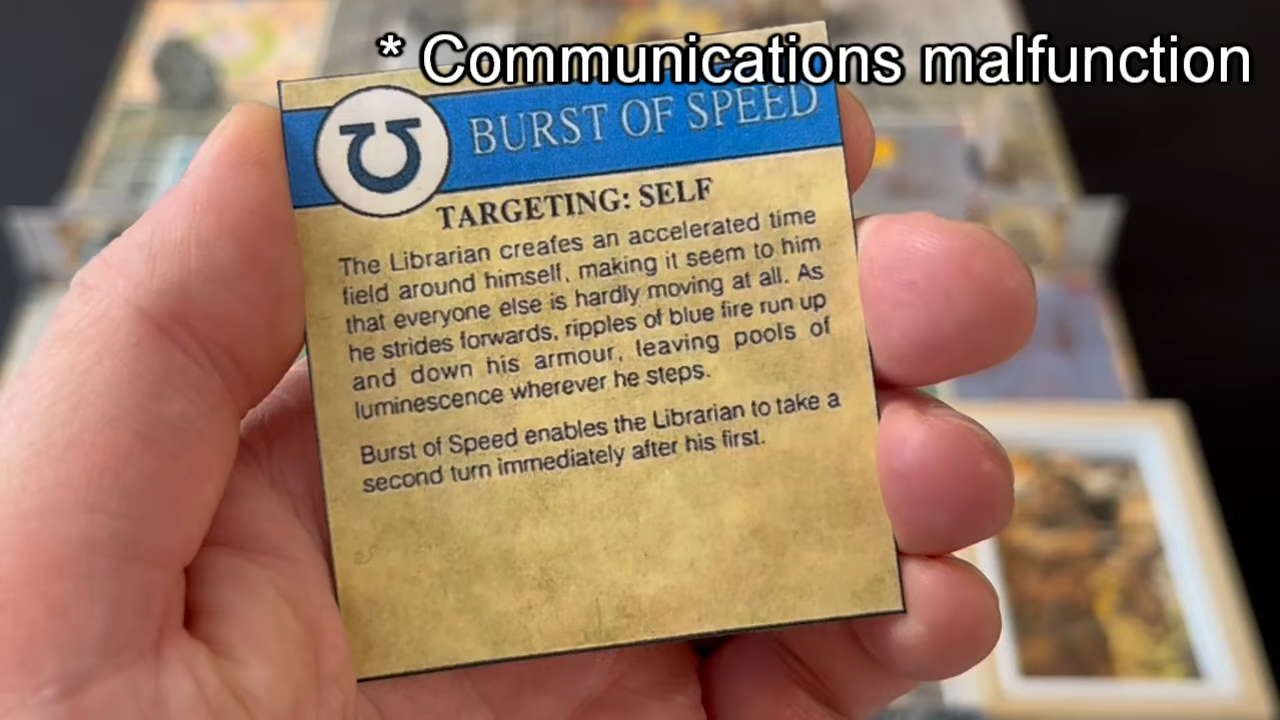 * Communications malfunction
BURST OF SPEED
TARGETING: SELF
The Librarian creafes an accelerated time
field around himself, making it seem to him
that everyone else is hardly moving at all. As
he strides forwards, ripples of blue fire run up
and down his armour, leaving pools of
luminescence wherever he steps.
Burst of Speed enables the Librarian to take a
second turn immediately after his first.